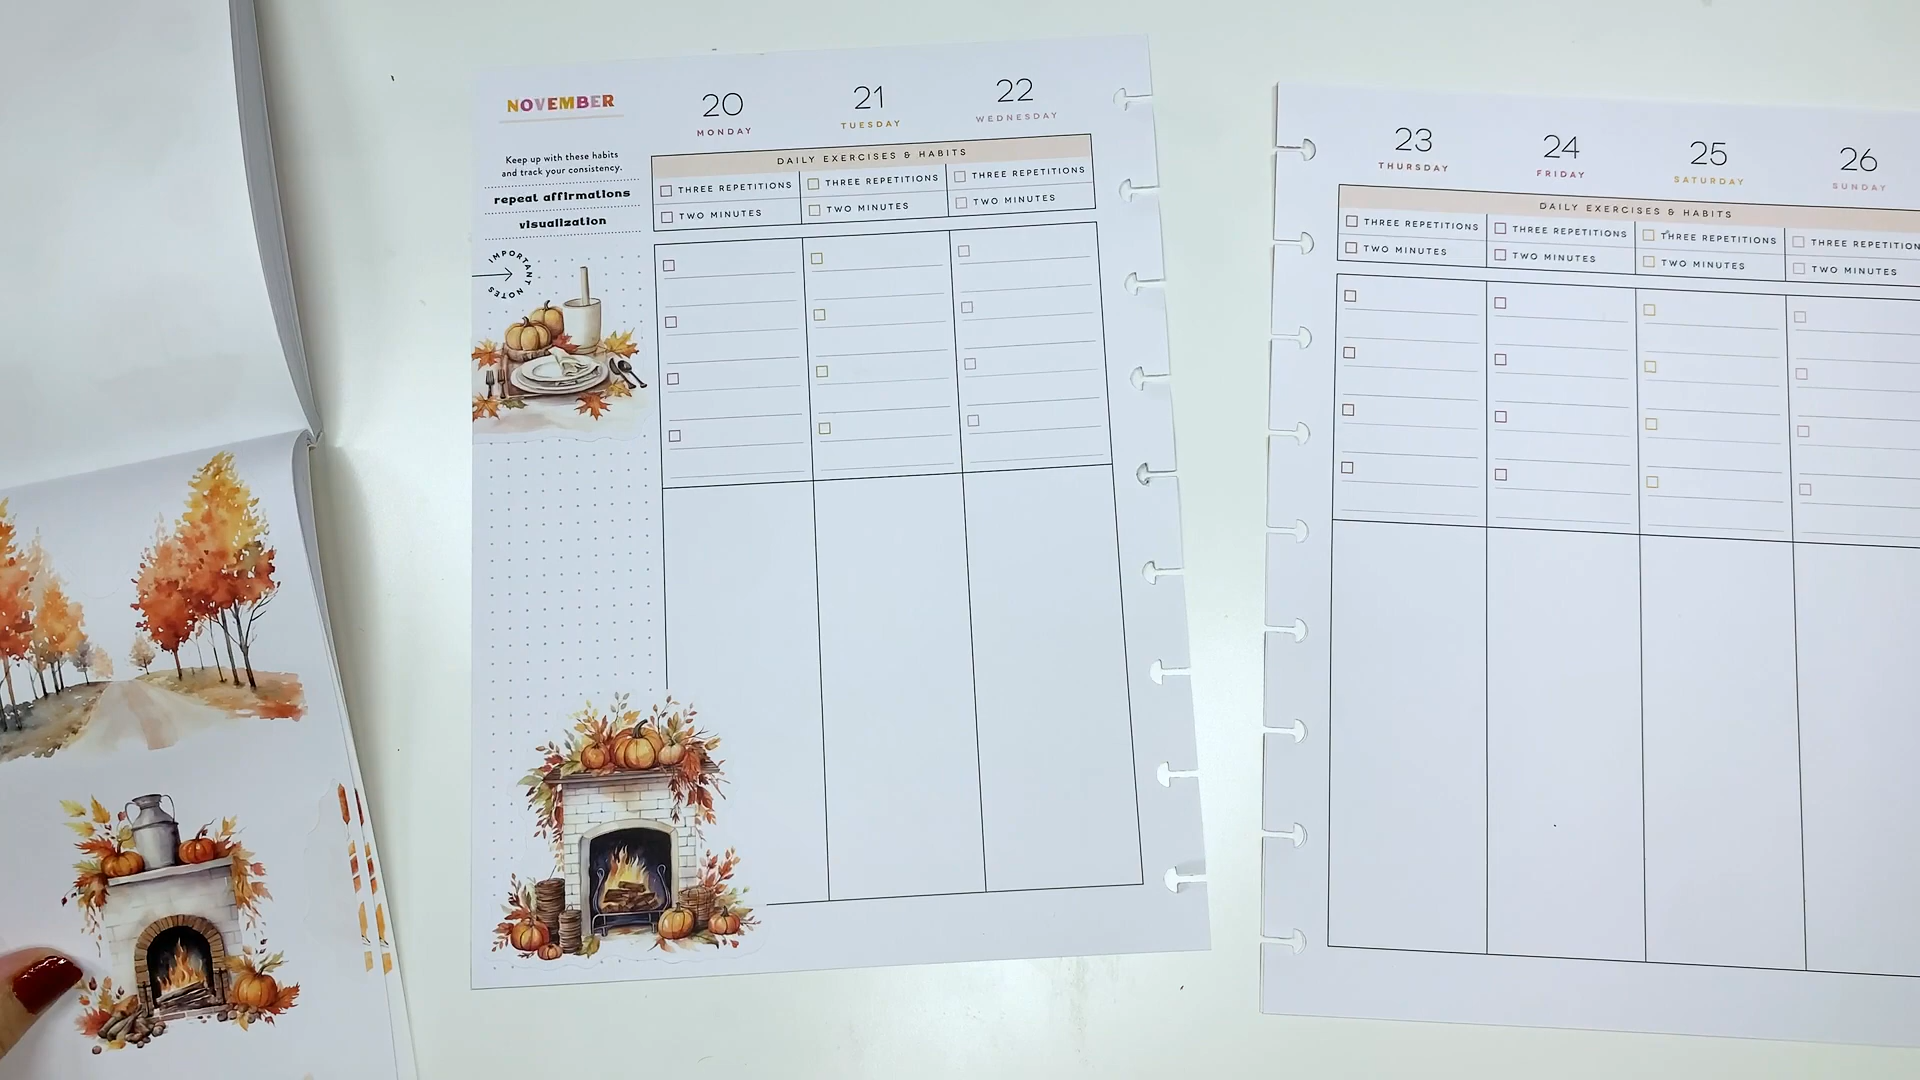 NOVEMBER
Keep up with these habits
and track your consistency.
repeat affirmations
visualization
IMPORTANT NOTES
20 21 22
MONDAY TUESDAY WEDNESDAY
DAILY EXERCISES & HABITS
THREE REPETITIONS THREE REPETITIONS THREE REPETITIONS
TWO MINUTES TWO MINUTES TWO MINUTES
23 24 25 26
THURSDAY FRIDAY SATURDAY SUNDAY
DAILY EXERCISES & HABITS
THREE REPETITIONS THREE REPETITIONS THREE REPETITIONS THREE REPETITION
TWO MINUTES TWO MINUTES TWO MINUTES TWO MINUTES